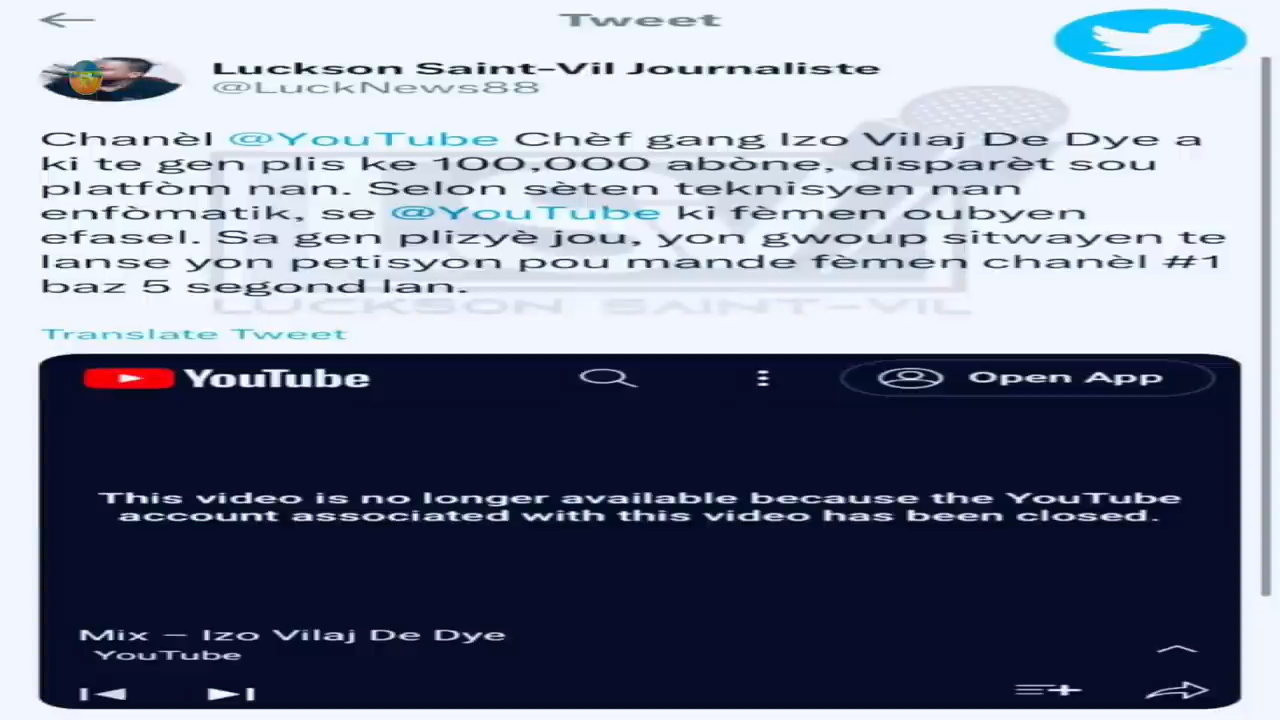 Tweet
Luckson Saint-Vil Journaliste
@LuckNews88
Chanèl @YouTube Chèf gang Izo Vilaj De Dye a
ki te gen plis ke 100,000 abòne, disparèt sou
platfòm nan. Selon sèten teknisyen nan
enfòmatik, se @YouTube ki fèmen oubyen
efasel. Sa gen plizyè jou, yon gwoup sitwayen te
lanse yon petisyon pou mande fèmen chanèl #1
baz 5 segond lan.
LUCKSON SAINT-VIL
Translate Tweet
YouTube
Open App
This video is no longer available because the YouTube
account associated with this video has been closed.
Mix – Izo Vilaj De Dye
YouTube